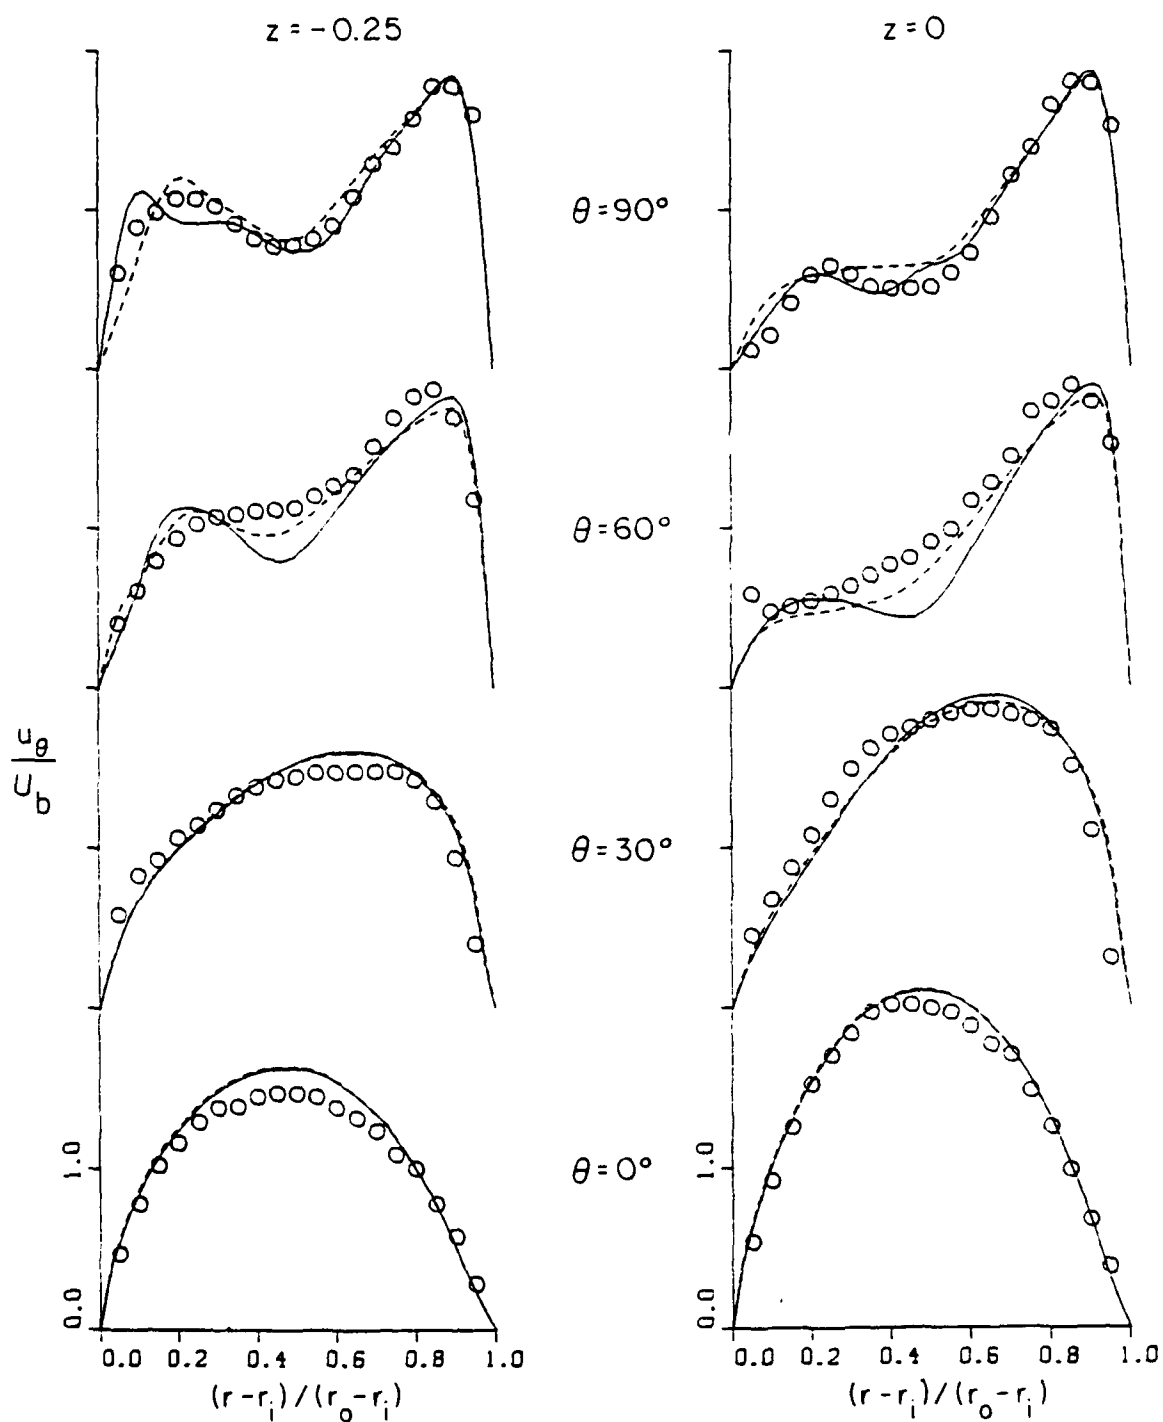 z = -0.25
z = 0
θ = 90°
θ = 60°
u_θ
U_b
θ = 30°
θ = 0°
1.0
0.0
1.0
0.0
0.0 0.2 0.4 0.6 0.8 1.0
0.0 0.2 0.4 0.6 0.8 1.0
(r - r_i) / (r_o - r_i)
(r - r_i) / (r_o - r_i)